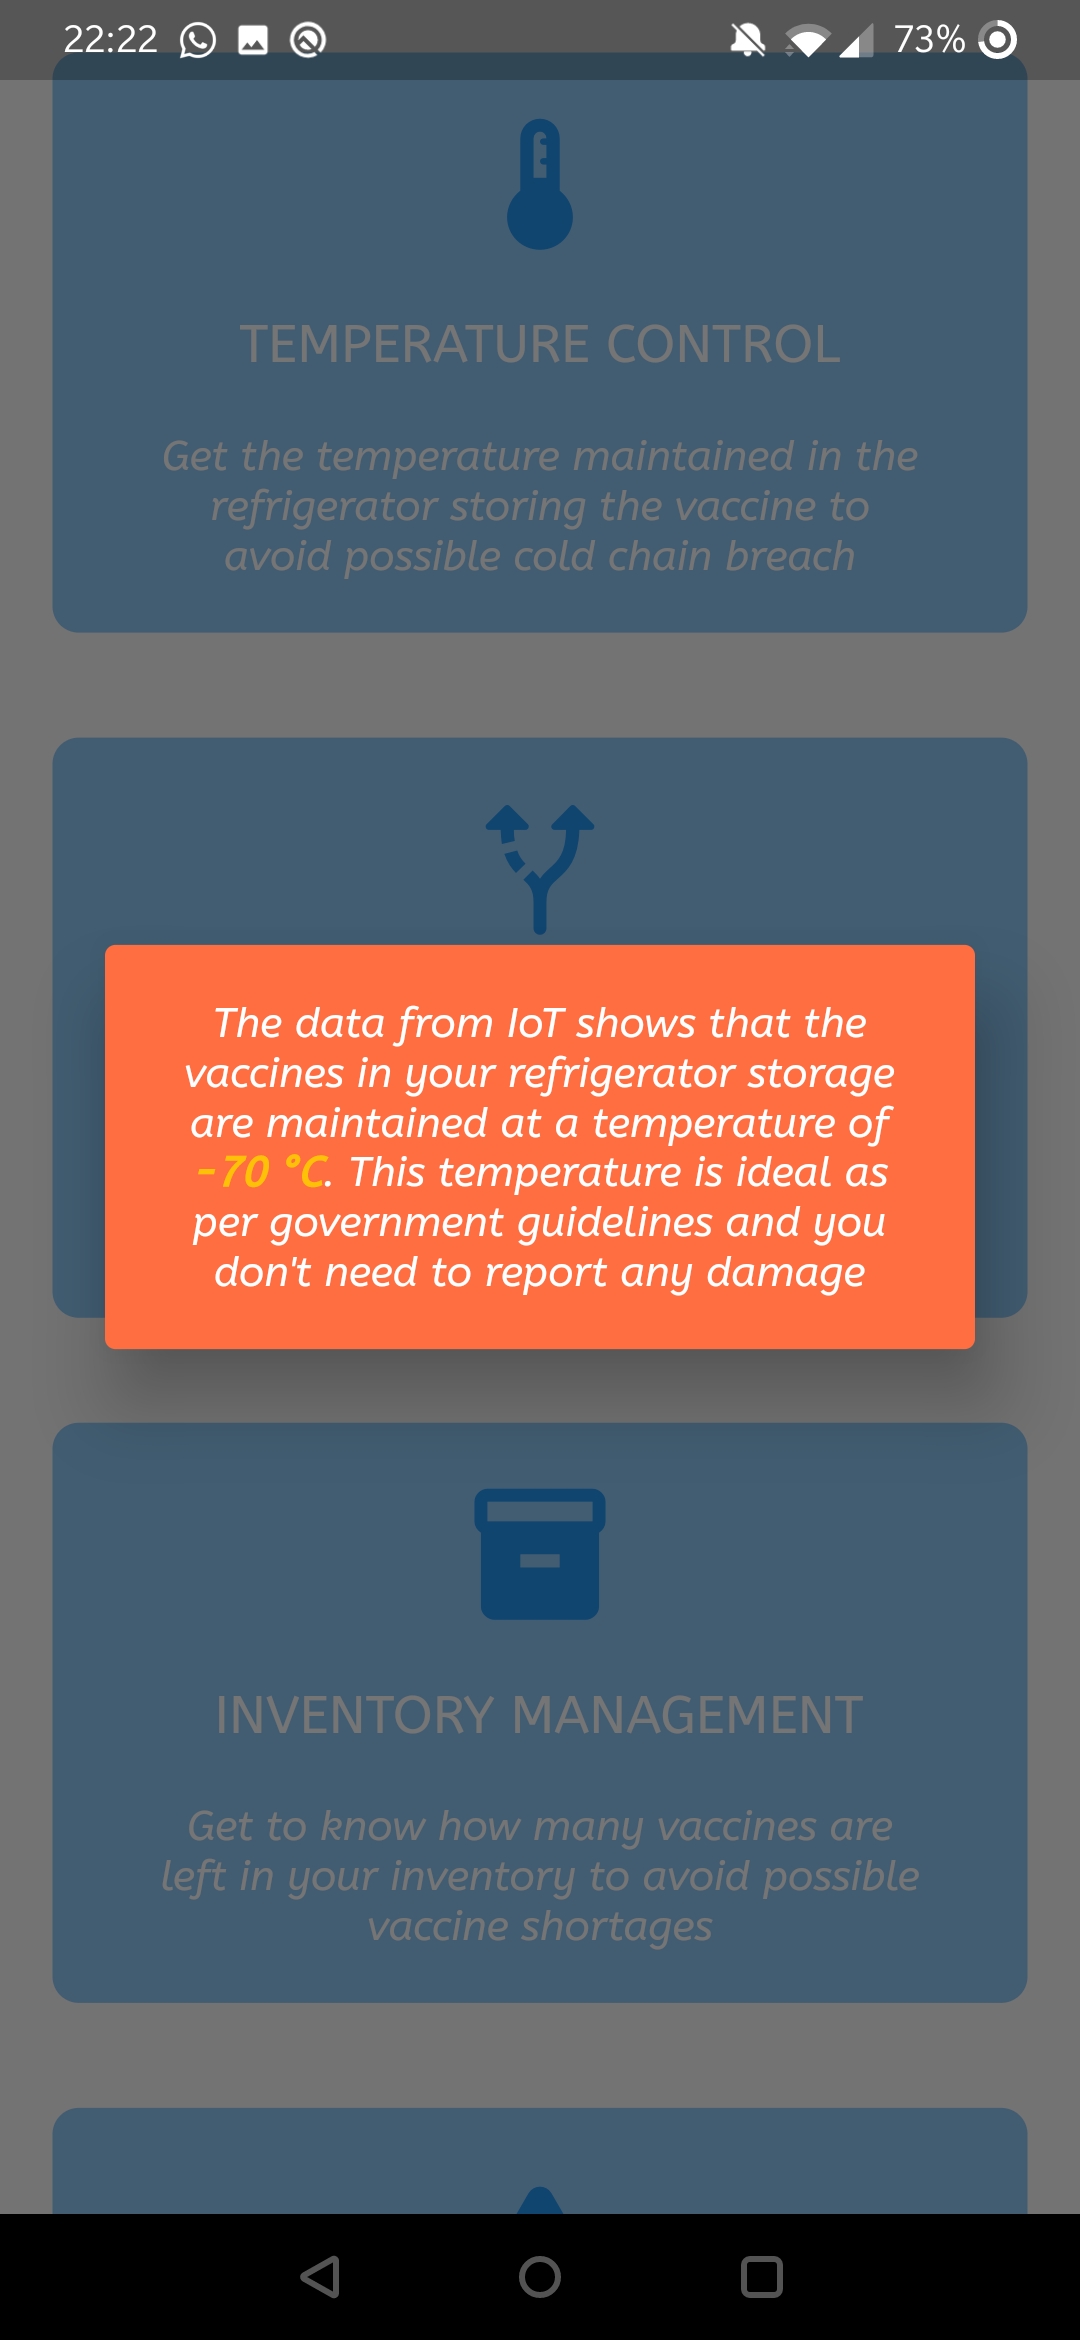 22:22
73%
TEMPERATURE CONTROL
Get the temperature maintained in the
refrigerator storing the vaccine to
avoid possible cold chain breach
The data from IoT shows that the
vaccines in your refrigerator storage
are maintained at a temperature of
-70 °C. This temperature is ideal as
per government guidelines and you
don't need to report any damage
INVENTORY MANAGEMENT
Get to know how many vaccines are
left in your inventory to avoid possible
vaccine shortages